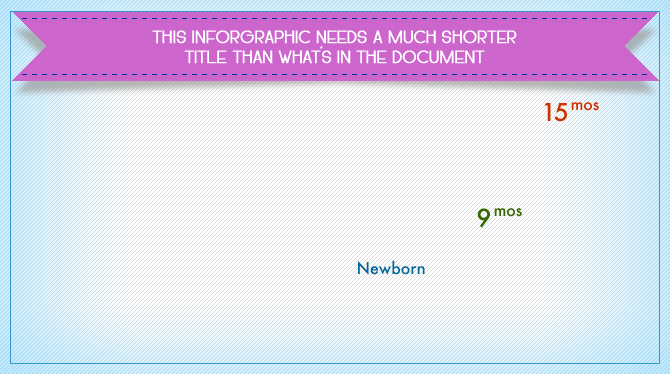 THIS INFORGRAPHIC NEEDS A MUCH SHORTER
TITLE THAN WHAT'S IN THE DOCUMENT
15 mos
9 mos
Newborn